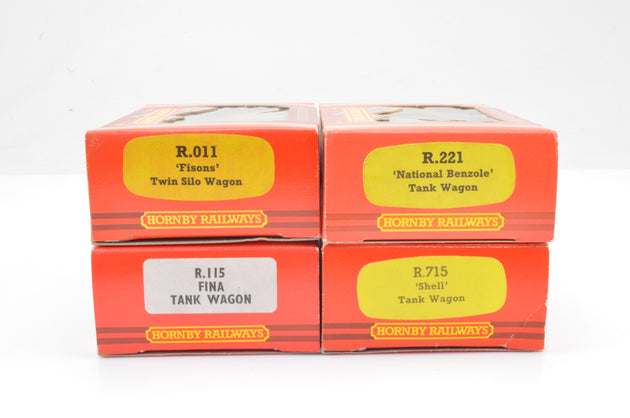 R.011
'Fisons'
Twin Silo Wagon
HORNBY RAILWAYS
R.221
'National Benzole'
Tank Wagon
HORNBY RAILWAYS
R.115
FINA
TANK WAGON
HORNBY RAILWAYS
R.715
'Shell'
Tank Wagon
HORNBY RAILWAYS